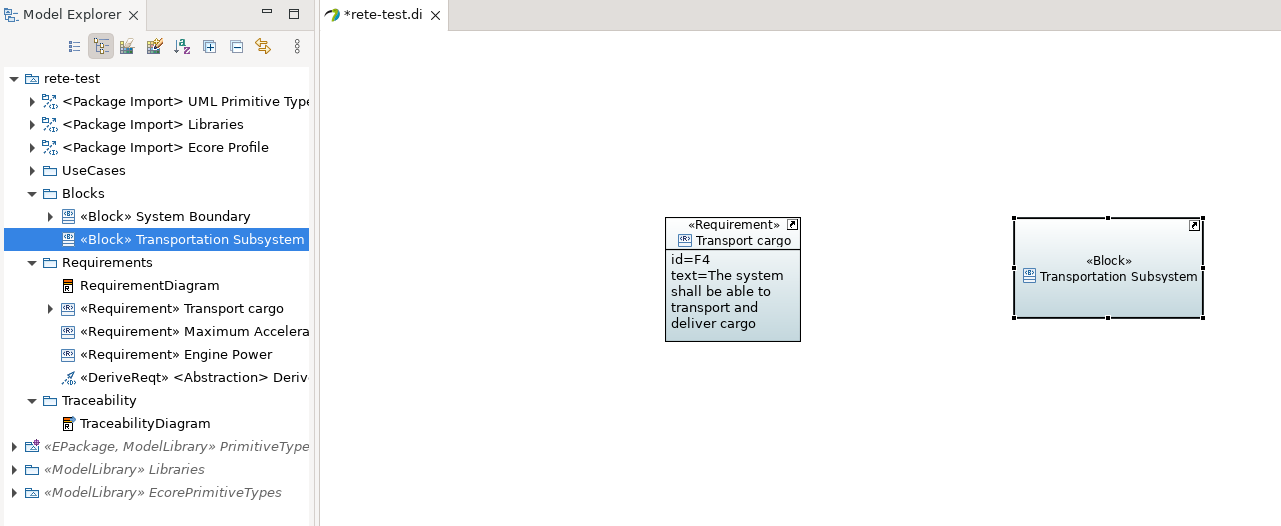 Model Explorer
*rete-test.di
rete-test
<Package Import> UML Primitive Type
<Package Import> Libraries
<Package Import> Ecore Profile
UseCases
Blocks
«Block» System Boundary
«Block» Transportation Subsystem
Requirements
RequirementDiagram
«Requirement» Transport cargo
«Requirement» Maximum Accelera
«Requirement» Engine Power
«DeriveReqt» <Abstraction> Deriv
Traceability
TraceabilityDiagram
«EPackage, ModelLibrary» PrimitiveType
«ModelLibrary» Libraries
«ModelLibrary» EcorePrimitiveTypes
«Requirement»
Transport cargo
id=F4
text=The system
shall be able to
transport and
deliver cargo
«Block»
Transportation Subsystem